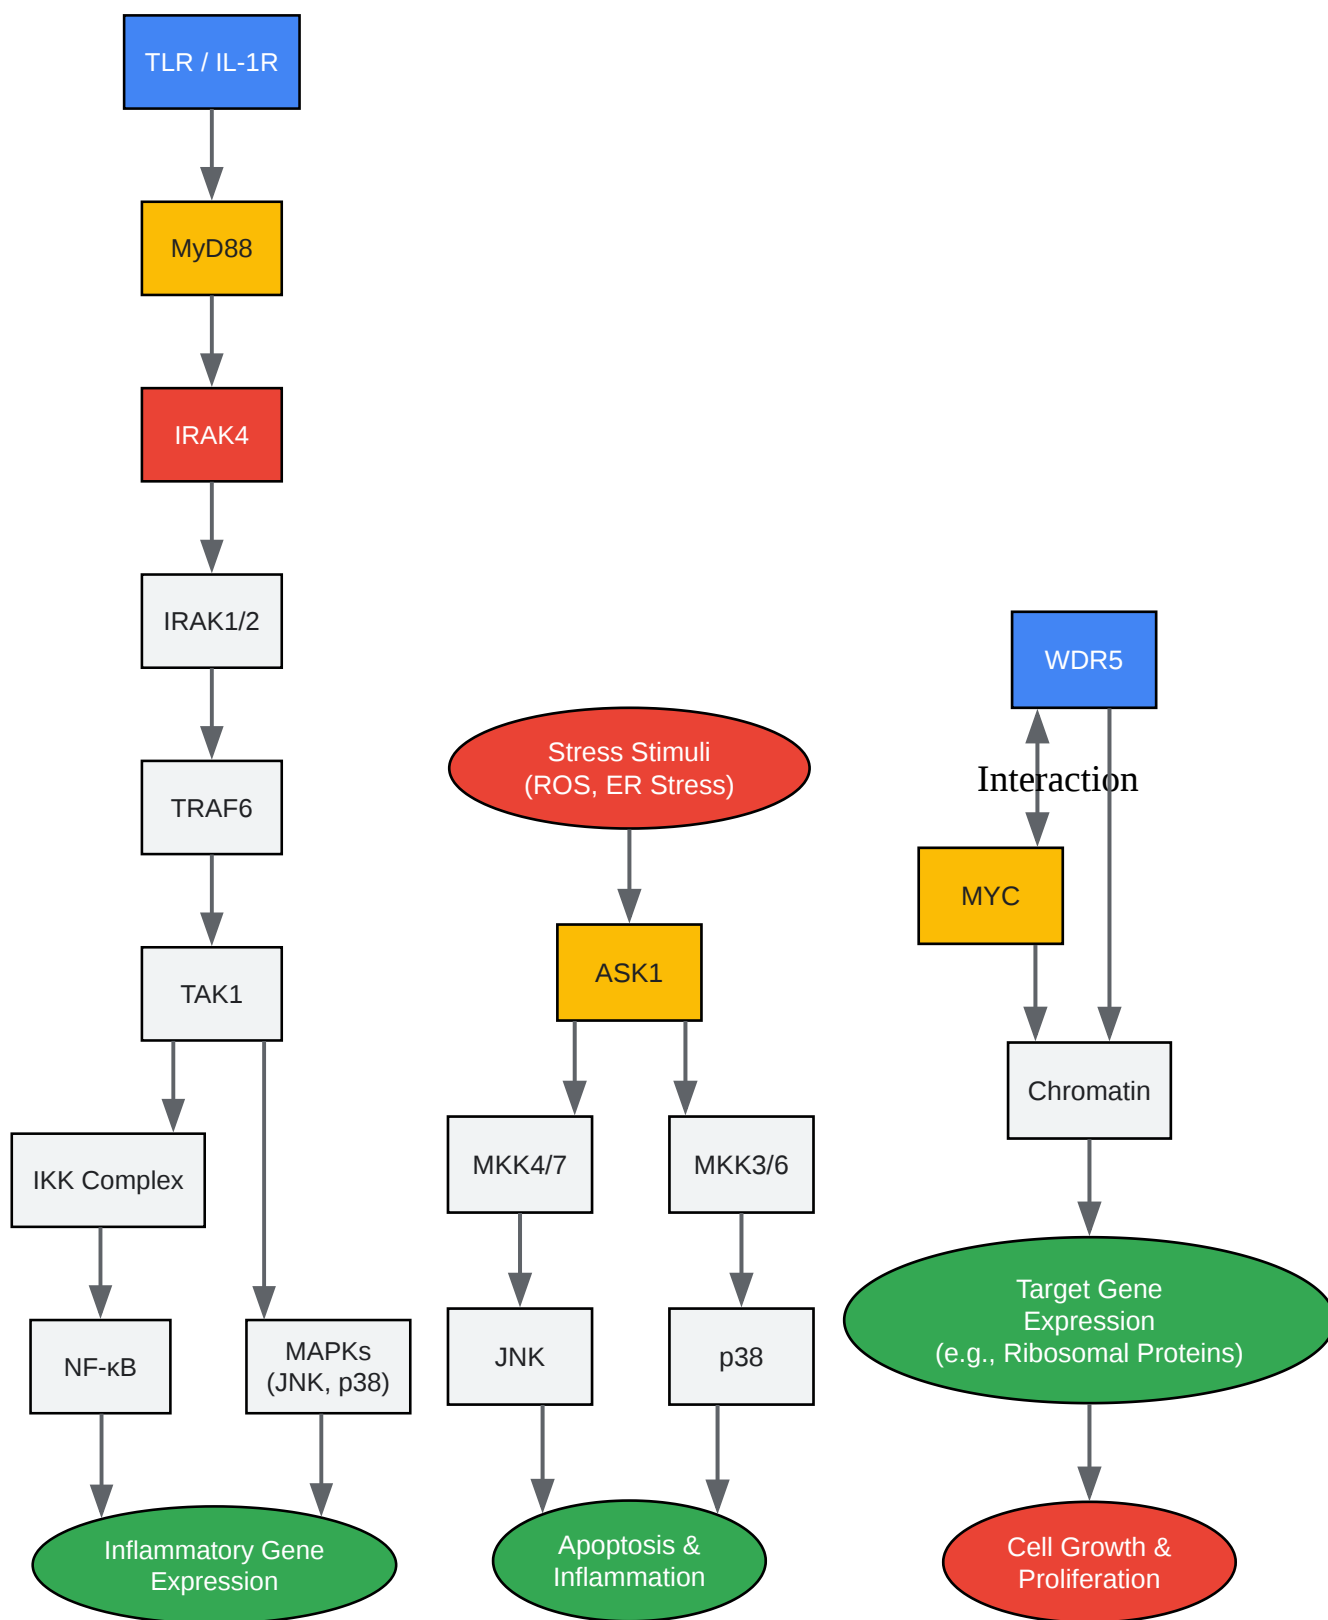 TLR / IL-1R
MyD88
IRAK4
IRAK1/2
TRAF6
TAK1
IKK Complex
NF-κB
MAPKs
(JNK, p38)
Inflammatory Gene
Expression
Stress Stimuli
(ROS, ER Stress)
ASK1
MKK4/7
MKK3/6
JNK
p38
Apoptosis &
Inflammation
WDR5
Interaction
MYC
Chromatin
Target Gene
Expression
(e.g., Ribosomal Proteins)
Cell Growth &
Proliferation